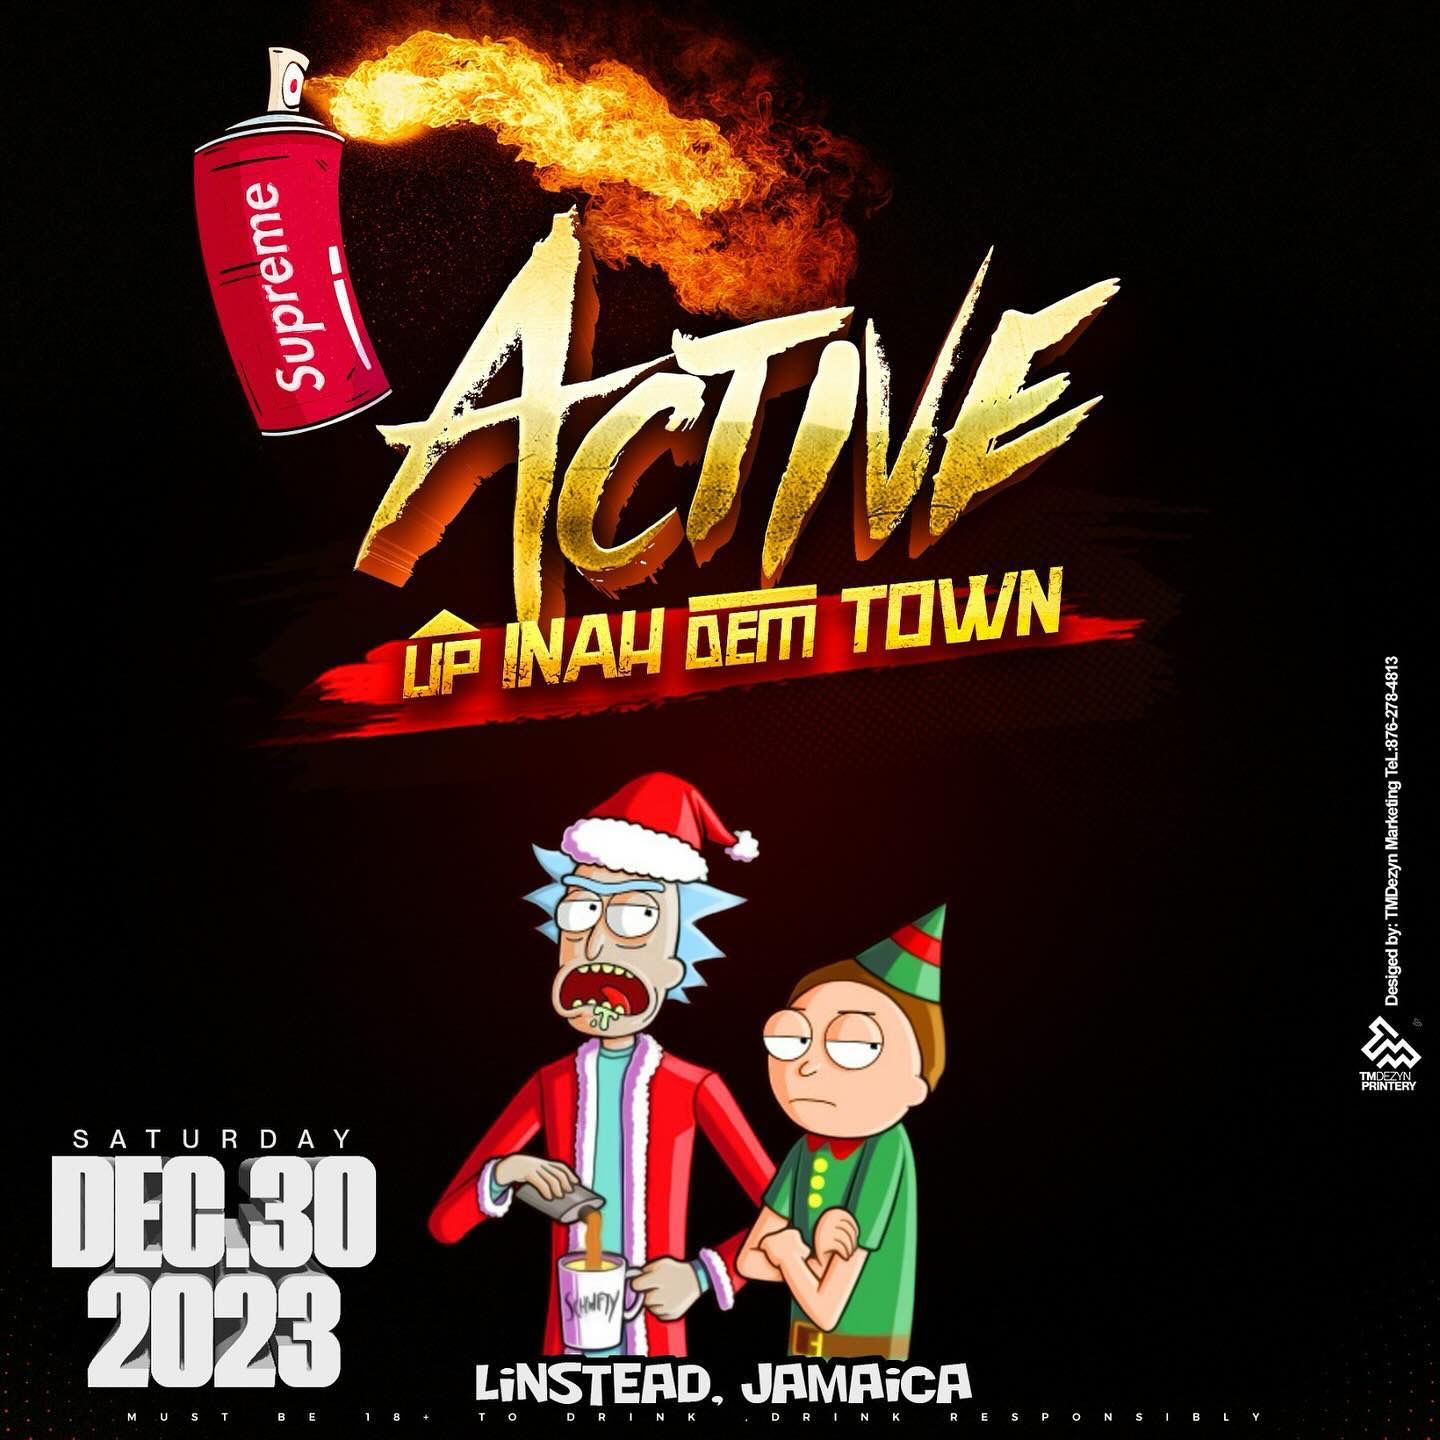 Supreme
ACTIVE
UP INAH DEM TOWN
Desiged by: TMDezyn Marketing TeL:876-278-4813
TMDEZYN
PRINTERY
SCHWIFTY
SATURDAY
DEC.30
2023
LiNSTEAD, JAMAiCA
MUST BE 18+ TO DRINK .DRINK RESPONSIBLY